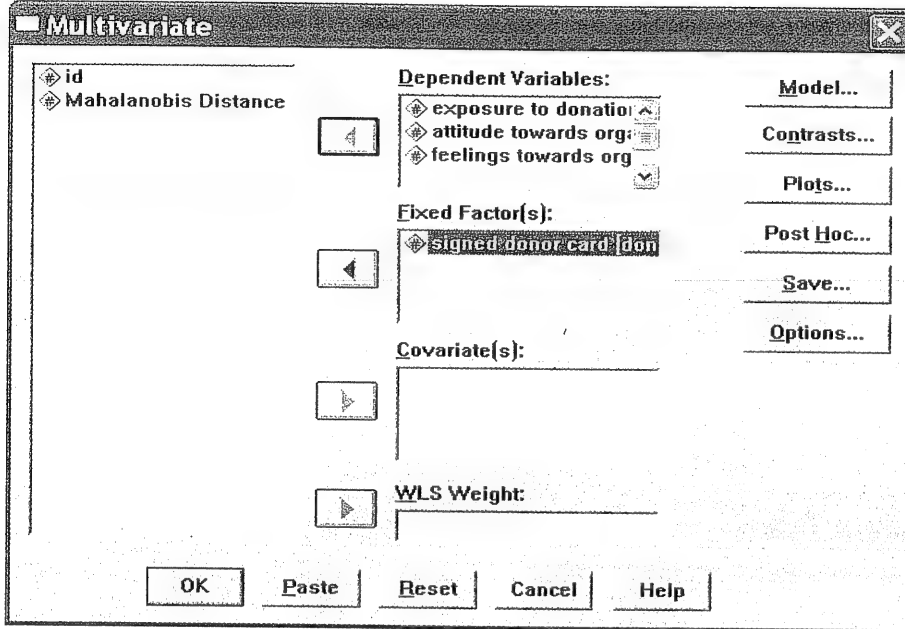 Multivariate
id
Mahalanobis Distance
Dependent Variables:
exposure to donation
attitude towards orga
feelings towards org
Fixed Factor(s):
signed donor card [don
Covariate(s):
WLS Weight:
Model...
Contrasts...
Plots...
Post Hoc...
Save...
Options...
OK
Paste
Reset
Cancel
Help